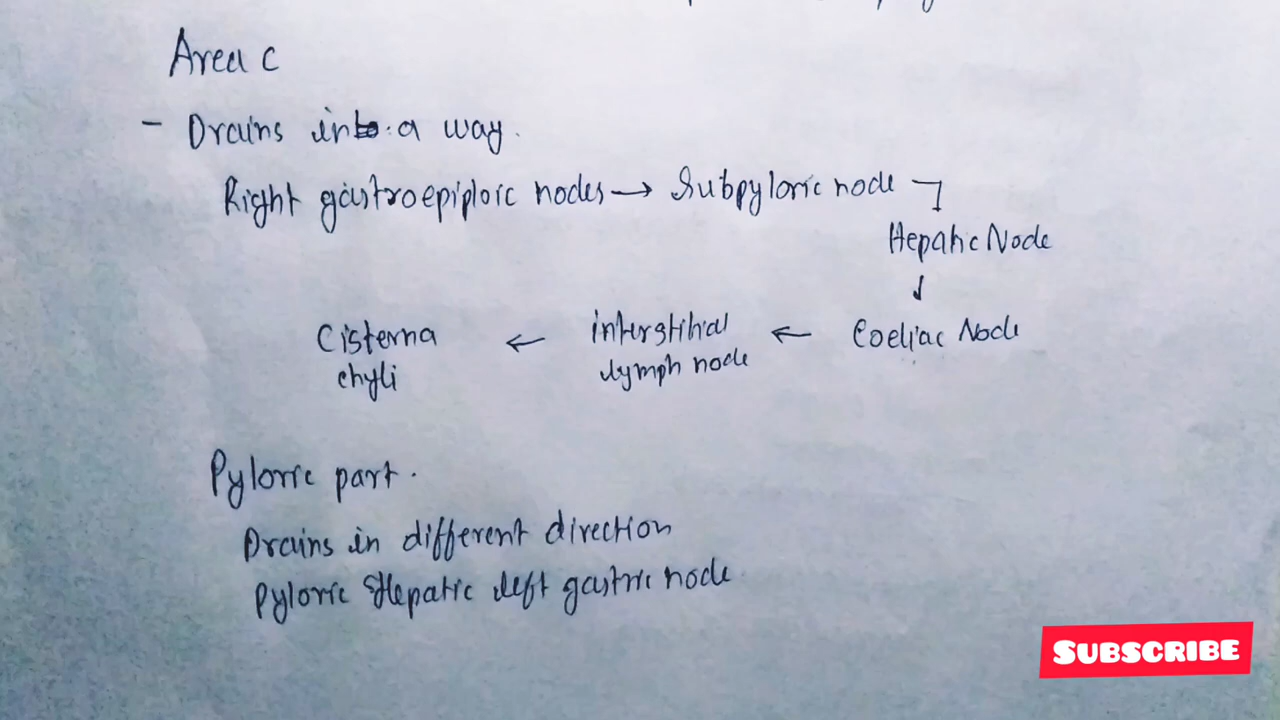 Area C
- Drains into a way.
Right gastroepiploic nodes → Subpyloric node
Hepatic Node
↓
Cisterna chyli ← interstitial lymph node ← Coeliac Node
Pyloric part.
Drains in different direction
Pyloric Hepatic left gastric node
SUBSCRIBE